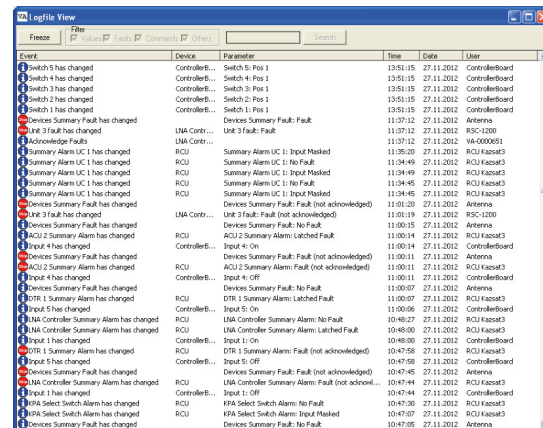 VA Logfile View
Freeze Filter Values Faults Commands Others Search
Event Device Parameter Time Date User
Switch 5 has changed ControllerB... Switch 5: Pos 1 13:51:15 27.11.2012 ControllerBoard
Switch 4 has changed ControllerB... Switch 4: Pos 1 13:51:15 27.11.2012 ControllerBoard
Switch 3 has changed ControllerB... Switch 3: Pos 1 13:51:15 27.11.2012 ControllerBoard
Switch 2 has changed ControllerB... Switch 2: Pos 1 13:51:15 27.11.2012 ControllerBoard
Switch 1 has changed ControllerB... Switch 1: Pos 1 13:51:15 27.11.2012 ControllerBoard
Devices Summary Fault has changed Devices Summary Fault: Fault 11:37:12 27.11.2012 Antenna
Unit 3 fault has changed LNA Contr... Unit 3 fault: Fault 11:37:12 27.11.2012 RSC-1200
Acknowledge Faults LNA Contr... 11:37:12 27.11.2012 VA-0000651
Summary Alarm UC 1 has changed RCU Summary Alarm UC 1: Input Masked 11:35:20 27.11.2012 RCU Kazsat3
Summary Alarm UC 1 has changed RCU Summary Alarm UC 1: No Fault 11:34:49 27.11.2012 RCU Kazsat3
Summary Alarm UC 1 has changed RCU Summary Alarm UC 1: Input Masked 11:34:49 27.11.2012 RCU Kazsat3
Summary Alarm UC 1 has changed RCU Summary Alarm UC 1: No Fault 11:34:45 27.11.2012 RCU Kazsat3
Summary Alarm UC 1 has changed RCU Summary Alarm UC 1: Input Masked 11:34:45 27.11.2012 RCU Kazsat3
Devices Summary Fault has changed Devices Summary Fault: Fault (not acknowledged) 11:01:20 27.11.2012 Antenna
Unit 3 fault has changed LNA Contr... Unit 3 fault: Fault (not acknowledged) 11:01:19 27.11.2012 RSC-1200
Devices Summary Fault has changed Devices Summary Fault: No Fault 11:00:15 27.11.2012 Antenna
ACU 2 Summary Alarm has changed RCU ACU 2 Summary Alarm: Latched Fault 11:00:14 27.11.2012 RCU Kazsat3
Input 4 has changed ControllerB... Input 4: On 11:00:14 27.11.2012 ControllerBoard
Devices Summary Fault has changed Devices Summary Fault: Fault (not acknowledged) 11:00:11 27.11.2012 Antenna
ACU 2 Summary Alarm has changed RCU ACU 2 Summary Alarm: Fault (not acknowledged) 11:00:11 27.11.2012 RCU Kazsat3
Input 4 has changed ControllerB... Input 4: Off 11:00:11 27.11.2012 ControllerBoard
Devices Summary Fault has changed Devices Summary Fault: No Fault 11:00:07 27.11.2012 Antenna
DTR 1 Summary Alarm has changed RCU DTR 1 Summary Alarm: Latched Fault 11:00:07 27.11.2012 RCU Kazsat3
Input 5 has changed ControllerB... Input 5: On 11:00:06 27.11.2012 ControllerBoard
LNA Controller Summary Alarm has changed RCU LNA Controller Summary Alarm: No Fault 10:48:27 27.11.2012 RCU Kazsat3
LNA Controller Summary Alarm has changed RCU LNA Controller Summary Alarm: Latched Fault 10:48:00 27.11.2012 RCU Kazsat3
Input 1 has changed ControllerB... Input 1: On 10:48:00 27.11.2012 ControllerBoard
DTR 1 Summary Alarm has changed RCU DTR 1 Summary Alarm: Fault (not acknowledged) 10:47:58 27.11.2012 RCU Kazsat3
Input 5 has changed ControllerB... Input 5: Off 10:47:58 27.11.2012 ControllerBoard
Devices Summary Fault has changed Devices Summary Fault: Fault (not acknowledged) 10:47:45 27.11.2012 Antenna
LNA Controller Summary Alarm has changed RCU LNA Controller Summary Alarm: Fault (not acknowl... 10:47:44 27.11.2012 RCU Kazsat3
Input 1 has changed ControllerB... Input 1: Off 10:47:44 27.11.2012 ControllerBoard
KPA Select Switch Alarm has changed RCU KPA Select Switch Alarm: No Fault 10:47:30 27.11.2012 RCU Kazsat3
KPA Select Switch Alarm has changed RCU KPA Select Switch Alarm: Input Masked 10:47:07 27.11.2012 RCU Kazsat3
Devices Summary Fault has changed Devices Summary Fault: No Fault 10:47:05 27.11.2012 Antenna